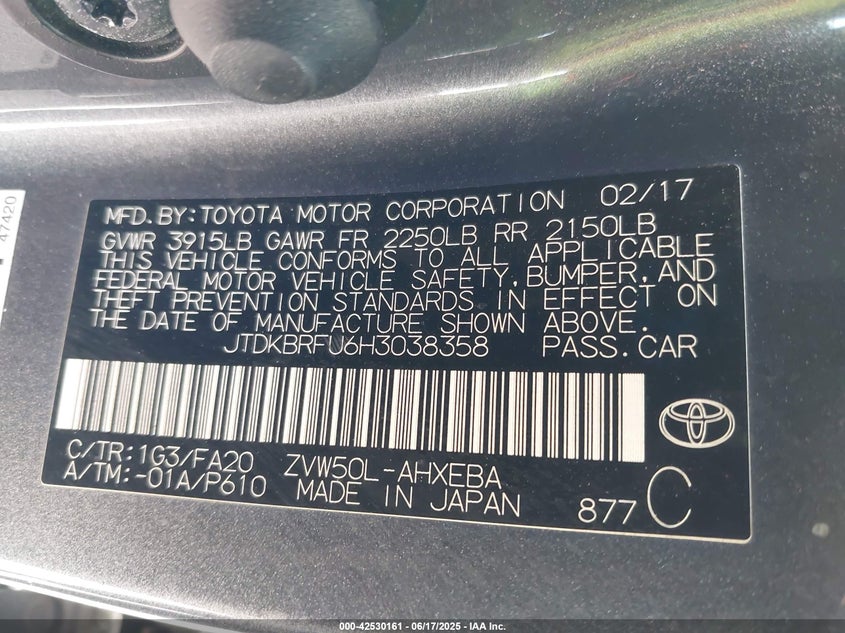 47420
MFD.BY:TOYOTA MOTOR CORPORATION 02/17
GVWR 3915LB GAWR FR 2250LB RR 2150LB
THIS VEHICLE CONFORMS TO ALL APPLICABLE
FEDERAL MOTOR VEHICLE SAFETY,BUMPER,AND
THEFT PREVENTION STANDARDS IN EFFECT ON
THE DATE OF MANUFACTURE SHOWN ABOVE.
JTDKBRFU6H3038358 PASS.CAR
C/TR:1G3/FA20 ZVW50L-AHXEBA
A/TM:-01A/P610 MADE IN JAPAN 877 C
000-42530161 - 06/17/2025 - IAA Inc.